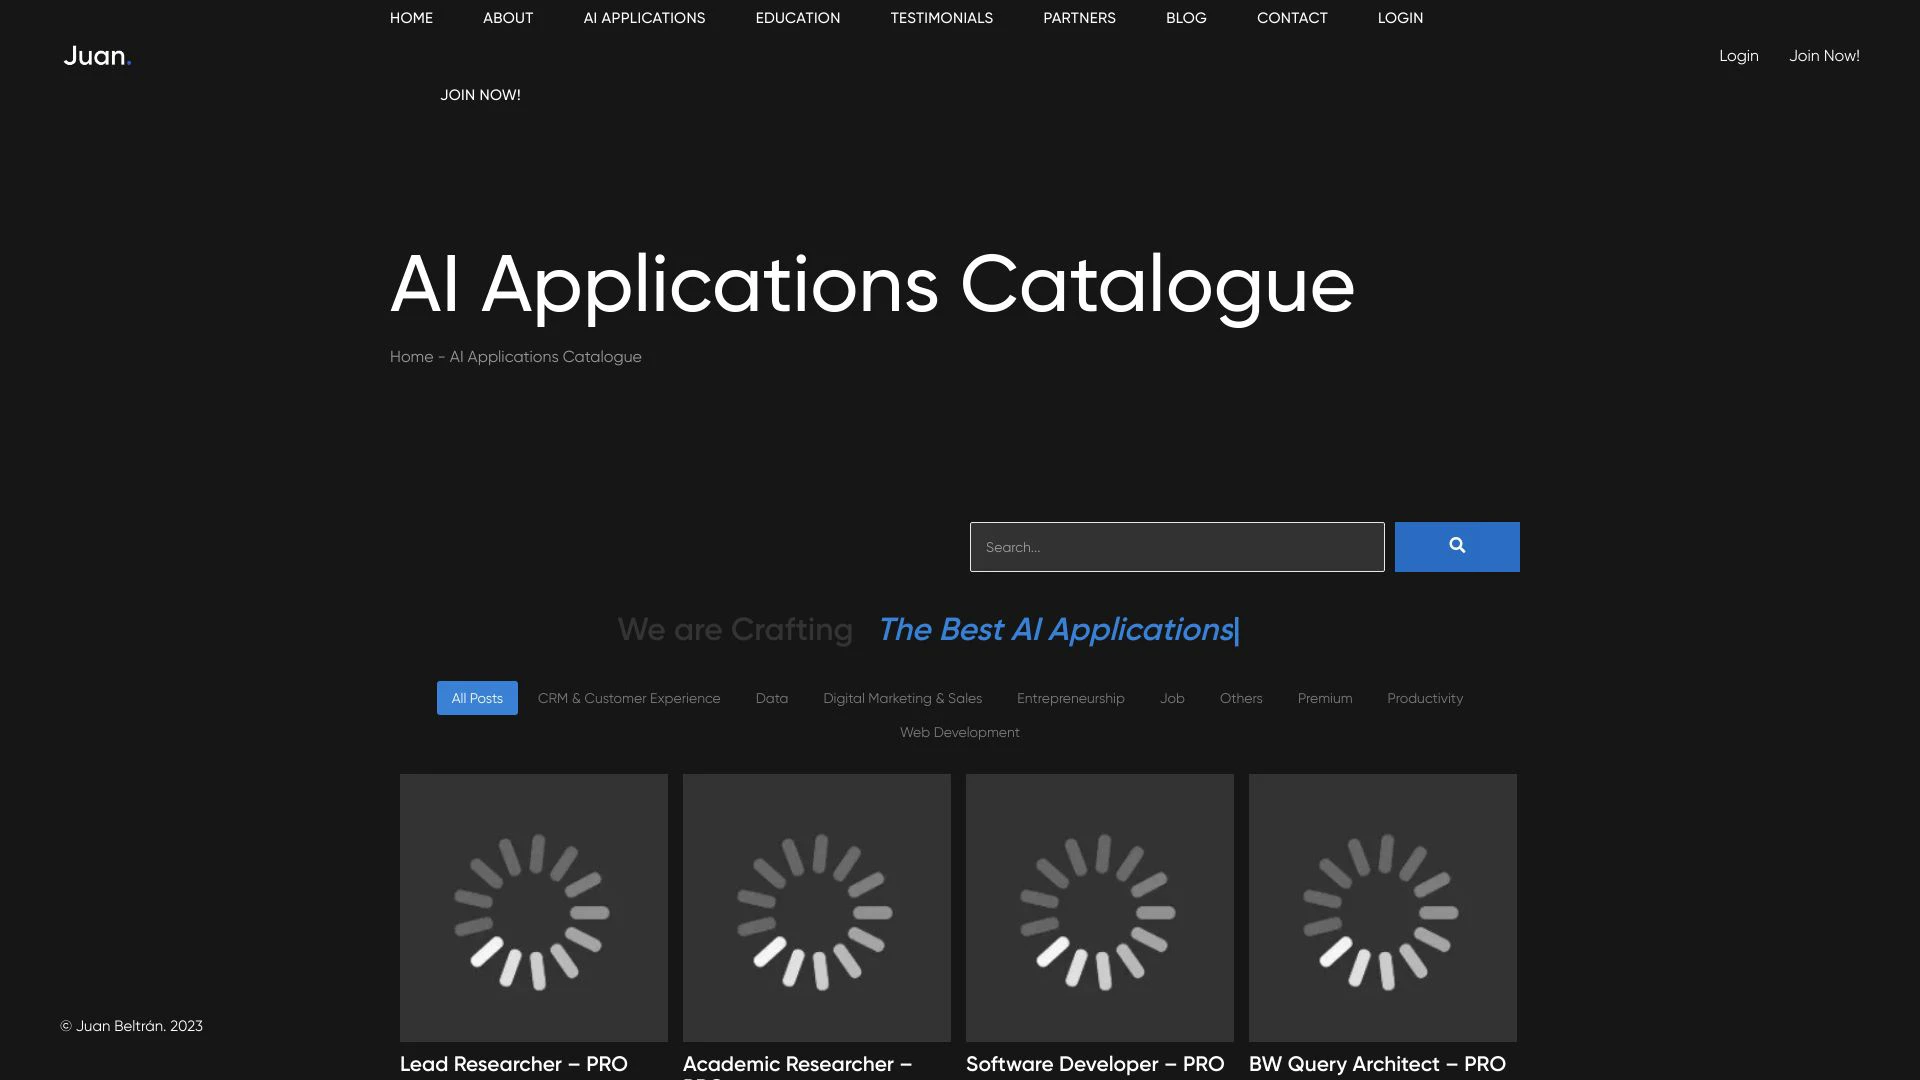 HOME ABOUT AI APPLICATIONS EDUCATION TESTIMONIALS PARTNERS BLOG CONTACT LOGIN
Juan.
Login Join Now!
JOIN NOW!
AI Applications Catalogue
Home - AI Applications Catalogue
Search...
We are Crafting The Best AI Applications|
All Posts CRM & Customer Experience Data Digital Marketing & Sales Entrepreneurship Job Others Premium Productivity
Web Development
© Juan Beltrán. 2023
Lead Researcher – PRO
Academic Researcher –
PRO
Software Developer – PRO
BW Query Architect – PRO